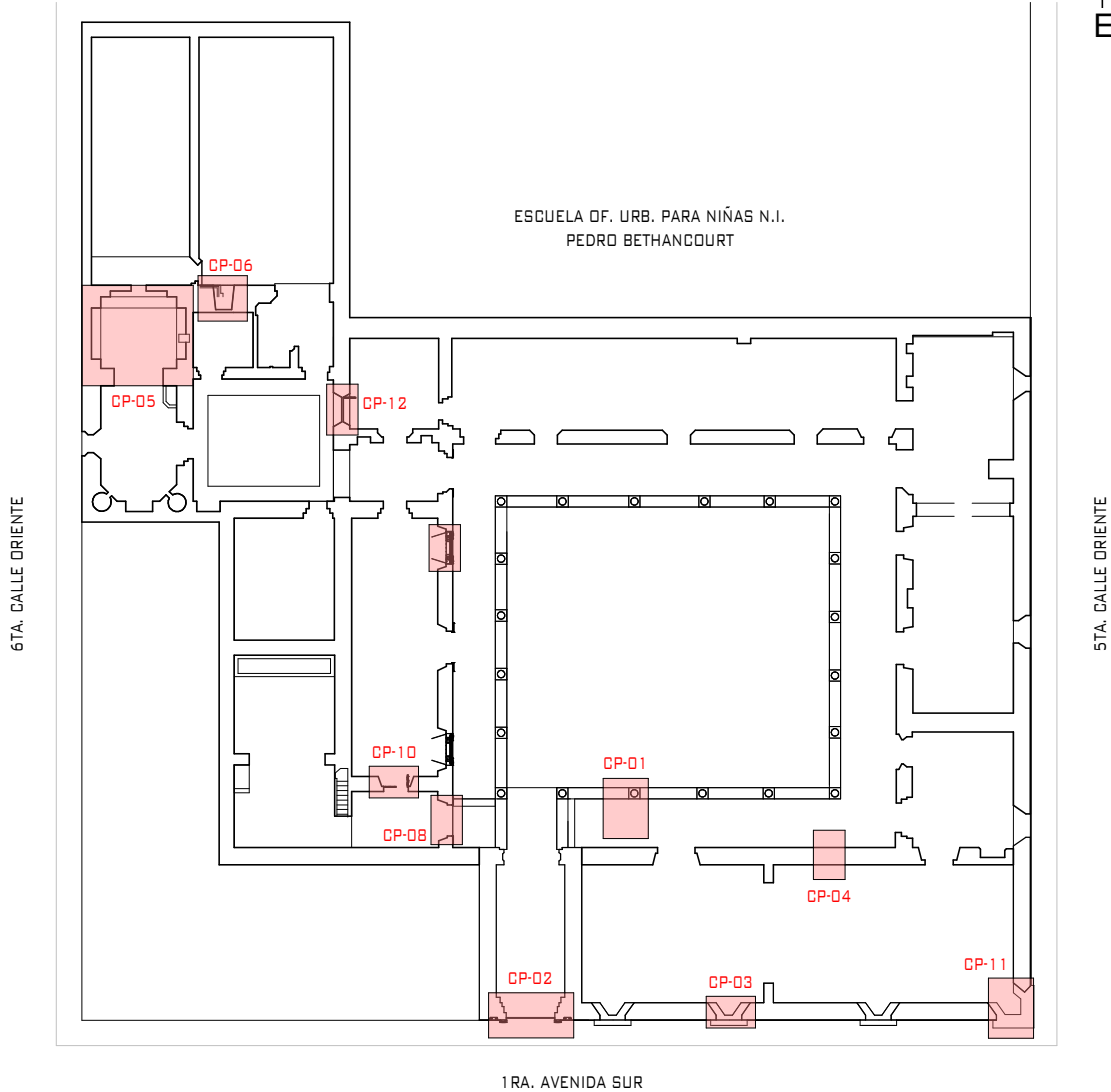 E
ESCUELA OF. URB. PARA NIÑAS N.I.
PEDRO BETHANCOURT
CP-06
CP-05
CP-12
6TA. CALLE ORIENTE
5TA. CALLE ORIENTE
CP-10
CP-01
CP-08
CP-04
CP-11
CP-02
CP-03
1RA. AVENIDA SUR